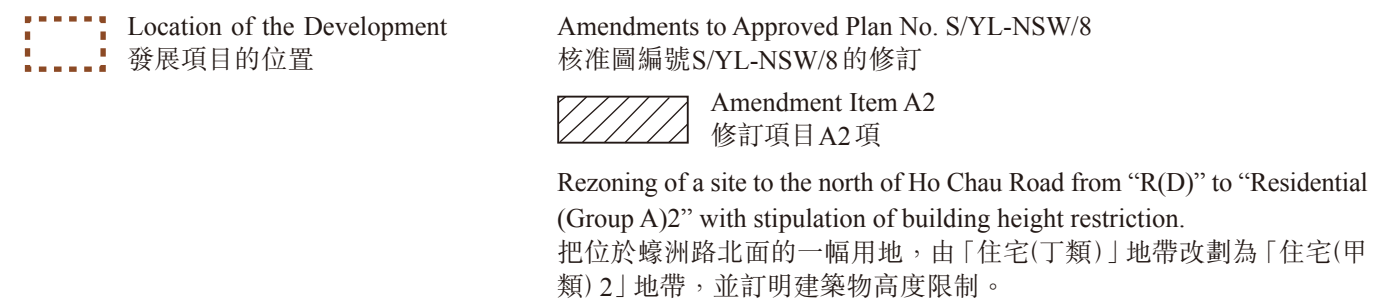 Location of the Development
發展項目的位置
Amendments to Approved Plan No. S/YL-NSW/8
核准圖編號S/YL-NSW/8的修訂
Amendment Item A2
修訂項目A2項
Rezoning of a site to the north of Ho Chau Road from “R(D)” to “Residential
(Group A)2” with stipulation of building height restriction.
把位於蠔洲路北面的一幅用地，由「住宅(丁類)」地帶改劃為「住宅(甲
類) 2」地帶，並訂明建築物高度限制。